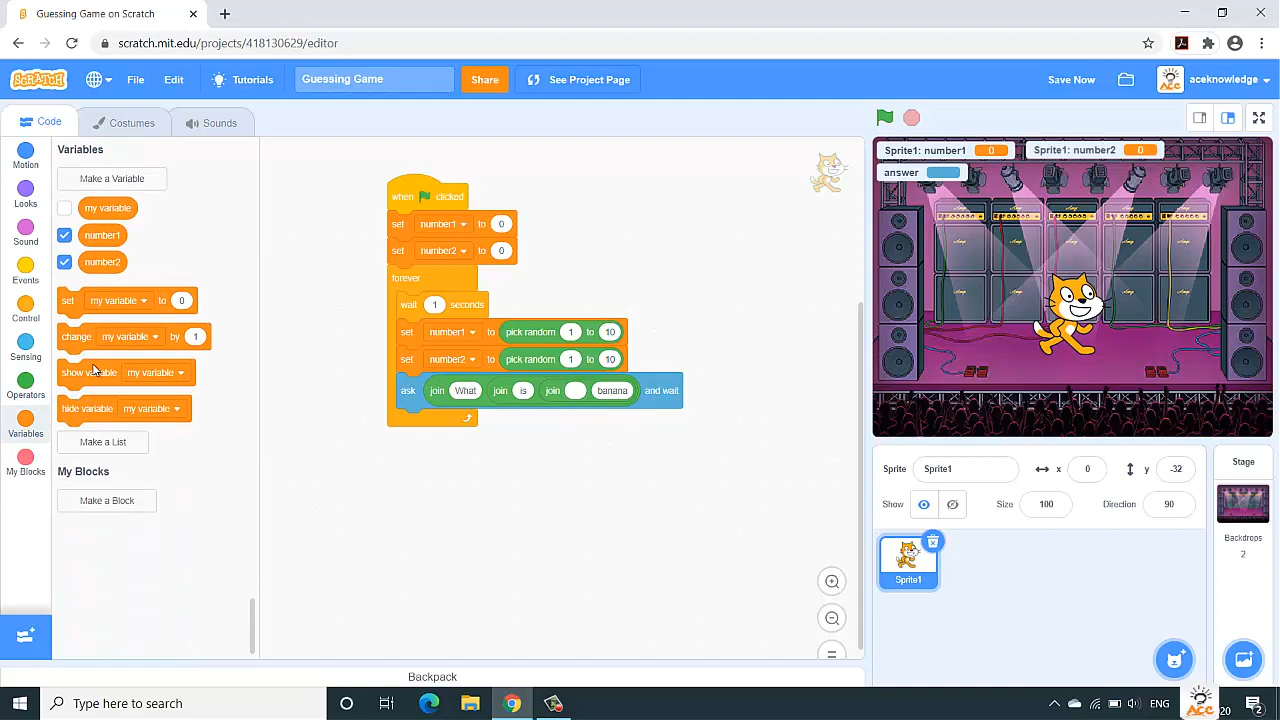 Guessing Game on Scratch
scratch.mit.edu/projects/418130629/editor
SCRATCH File Edit Tutorials Guessing Game Share See Project Page Save Now aceknowledge
Code Costumes Sounds
Motion
Looks
Sound
Events
Control
Sensing
Operators
Variables
My Blocks
Variables
Make a Variable
my variable
number1
number2
set my variable to 0
change my variable by 1
show variable my variable
hide variable my variable
Make a List
My Blocks
Make a Block
when clicked
set number1 to 0
set number2 to 0
forever
wait 1 seconds
set number1 to pick random 1 to 10
set number2 to pick random 1 to 10
ask join What join is join banana and wait
Sprite1: number1 0 Sprite1: number2 0
answer
Sprite Sprite1 x 0 y -32
Show Size 100 Direction 90
Sprite1
Stage
Backdrops
2
Backpack
Type here to search
ENG
ACC
20
2